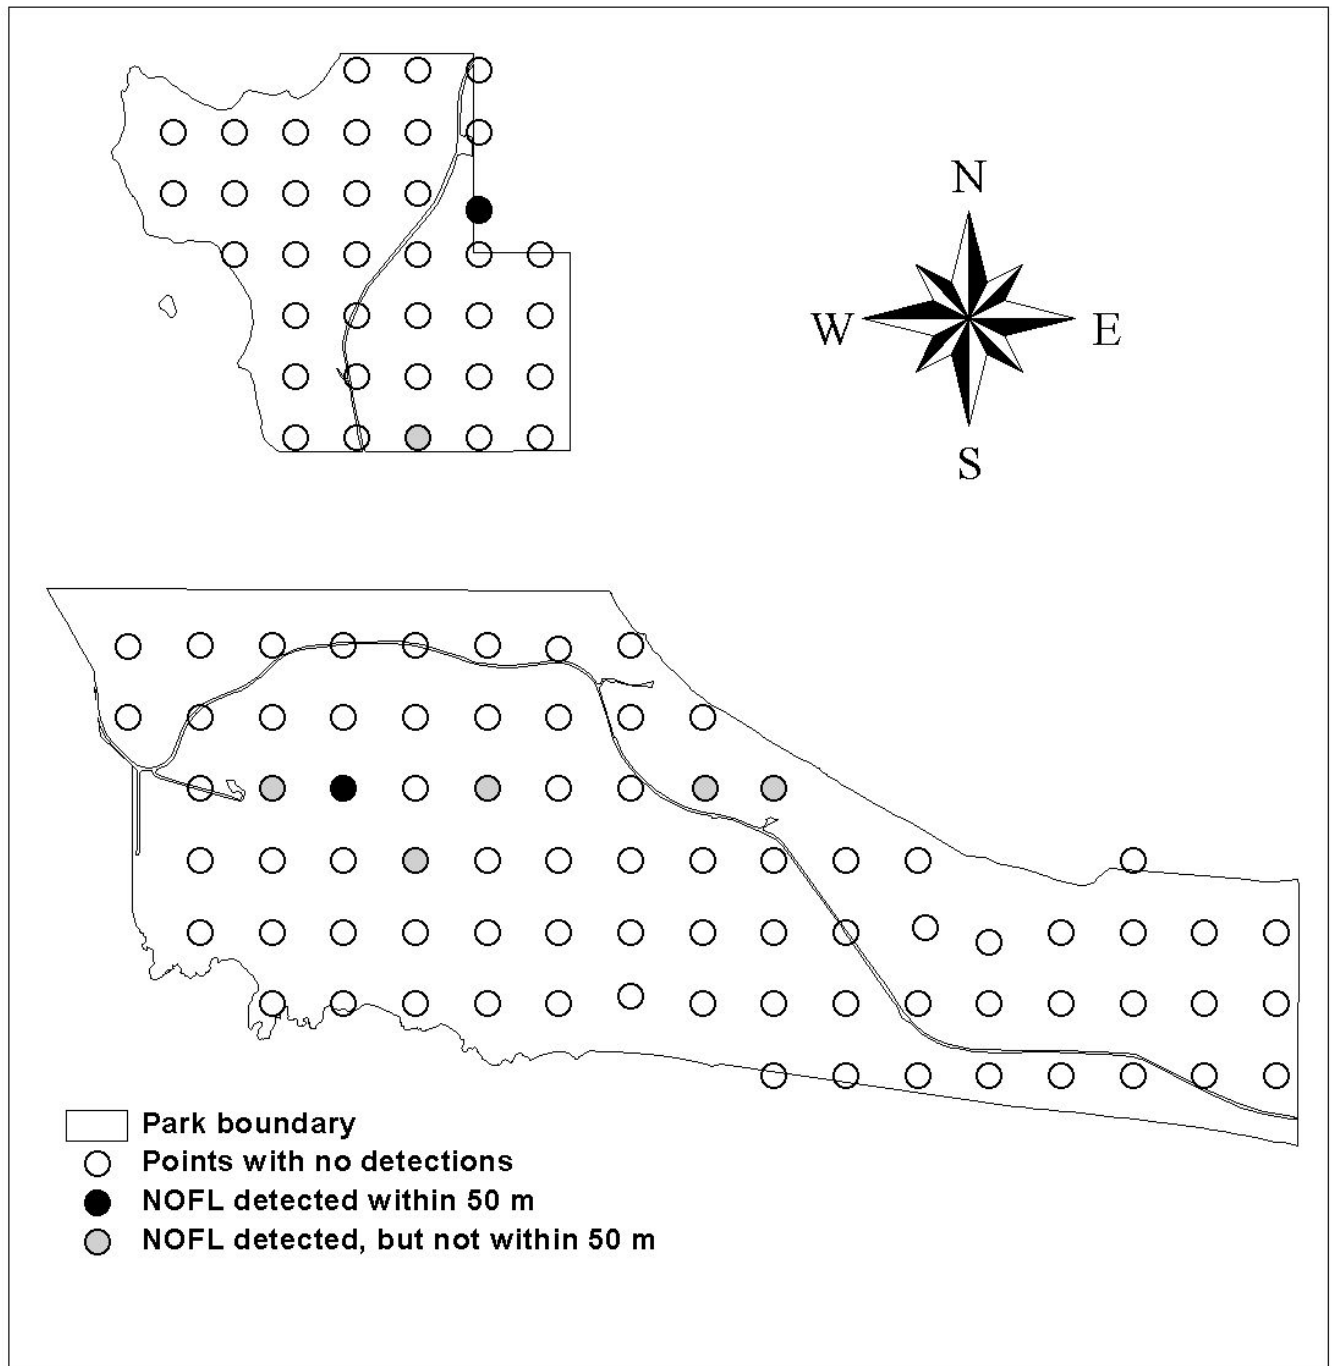 N
W
E
S
Park boundary
Points with no detections
NOFL detected within 50 m
NOFL detected, but not within 50 m